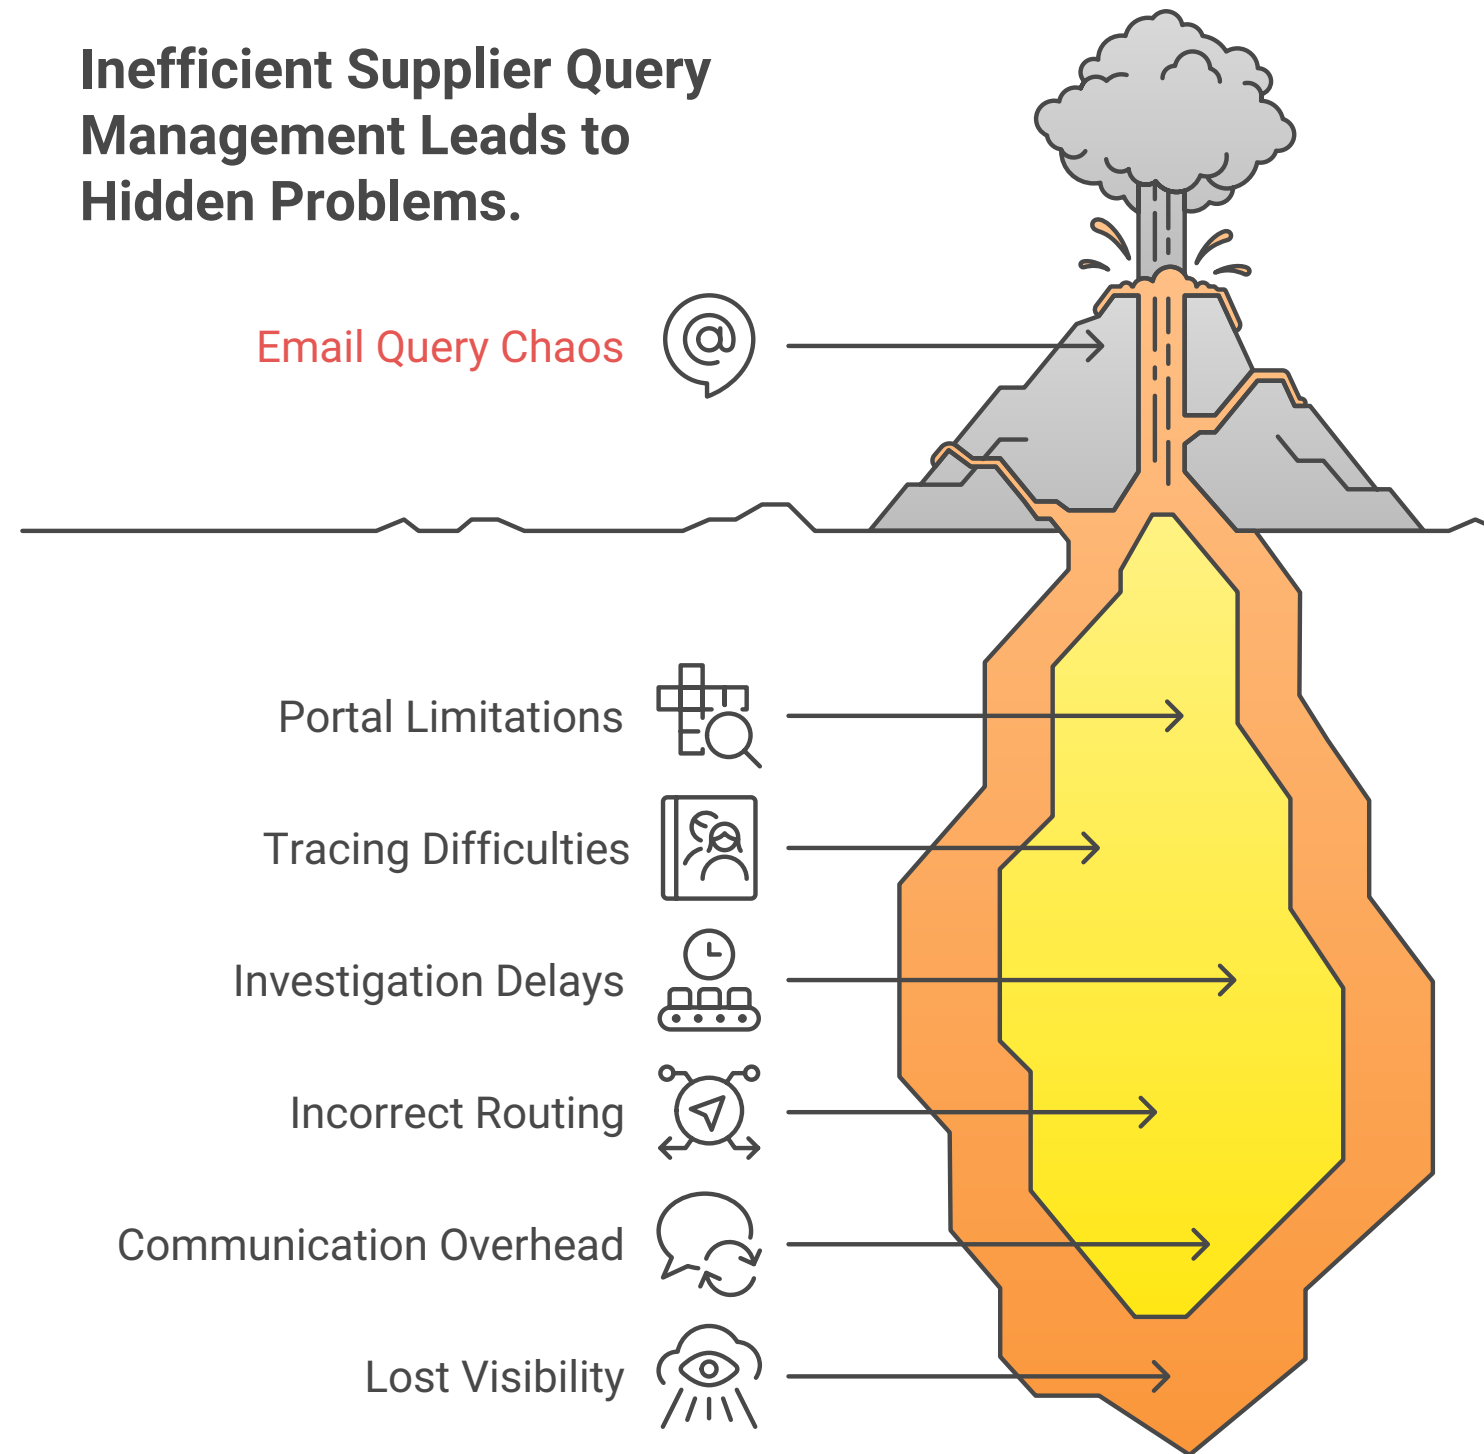 Inefficient Supplier Query
Management Leads to
Hidden Problems.
Email Query Chaos
Portal Limitations
Tracing Difficulties
Investigation Delays
Incorrect Routing
Communication Overhead
Lost Visibility